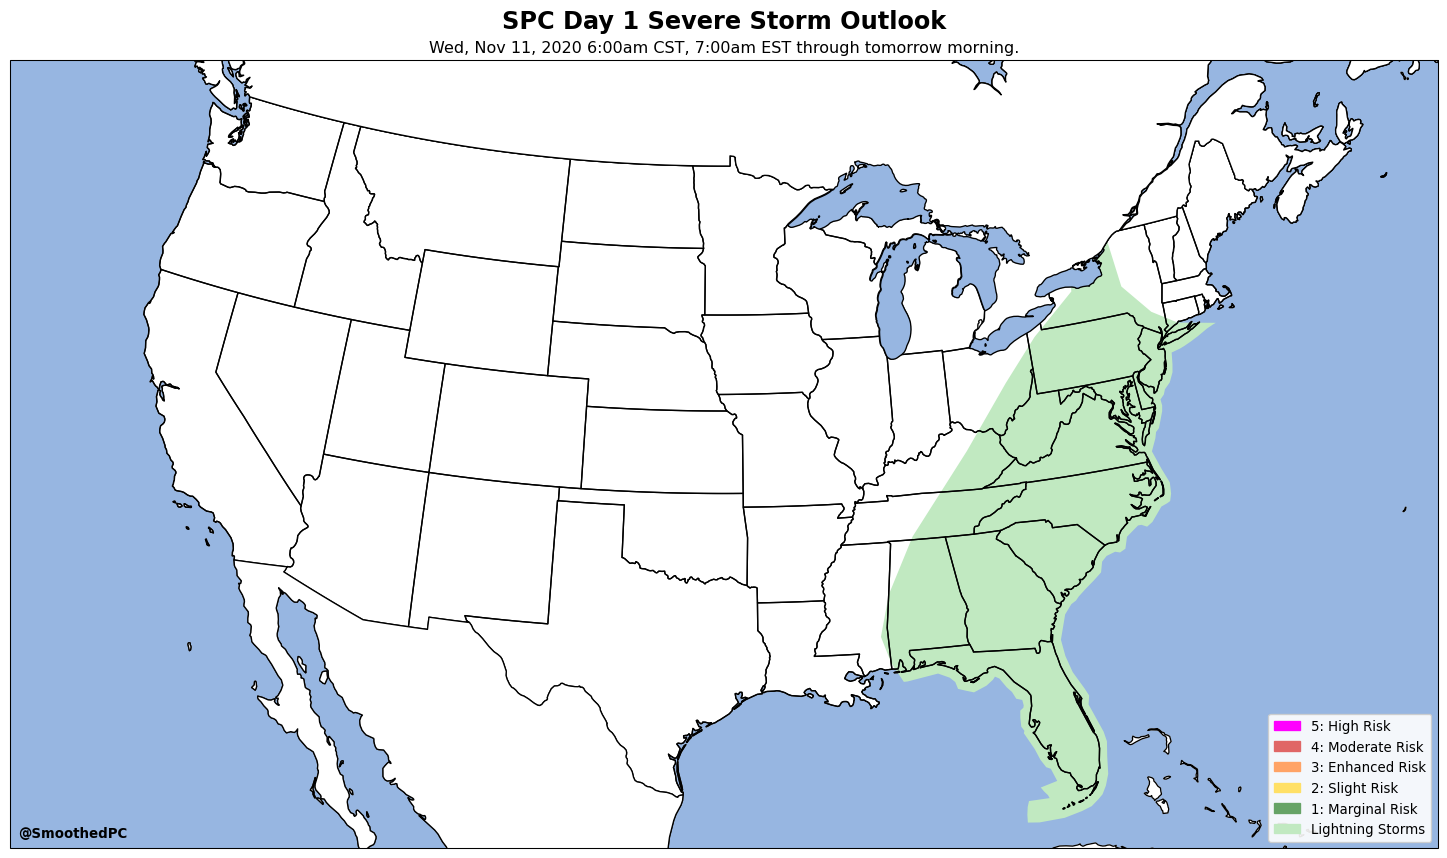 SPC Day 1 Severe Storm Outlook
Wed, Nov 11, 2020 6:00am CST, 7:00am EST through tomorrow morning.
5: High Risk
4: Moderate Risk
3: Enhanced Risk
2: Slight Risk
1: Marginal Risk
Lightning Storms
@SmoothedPC